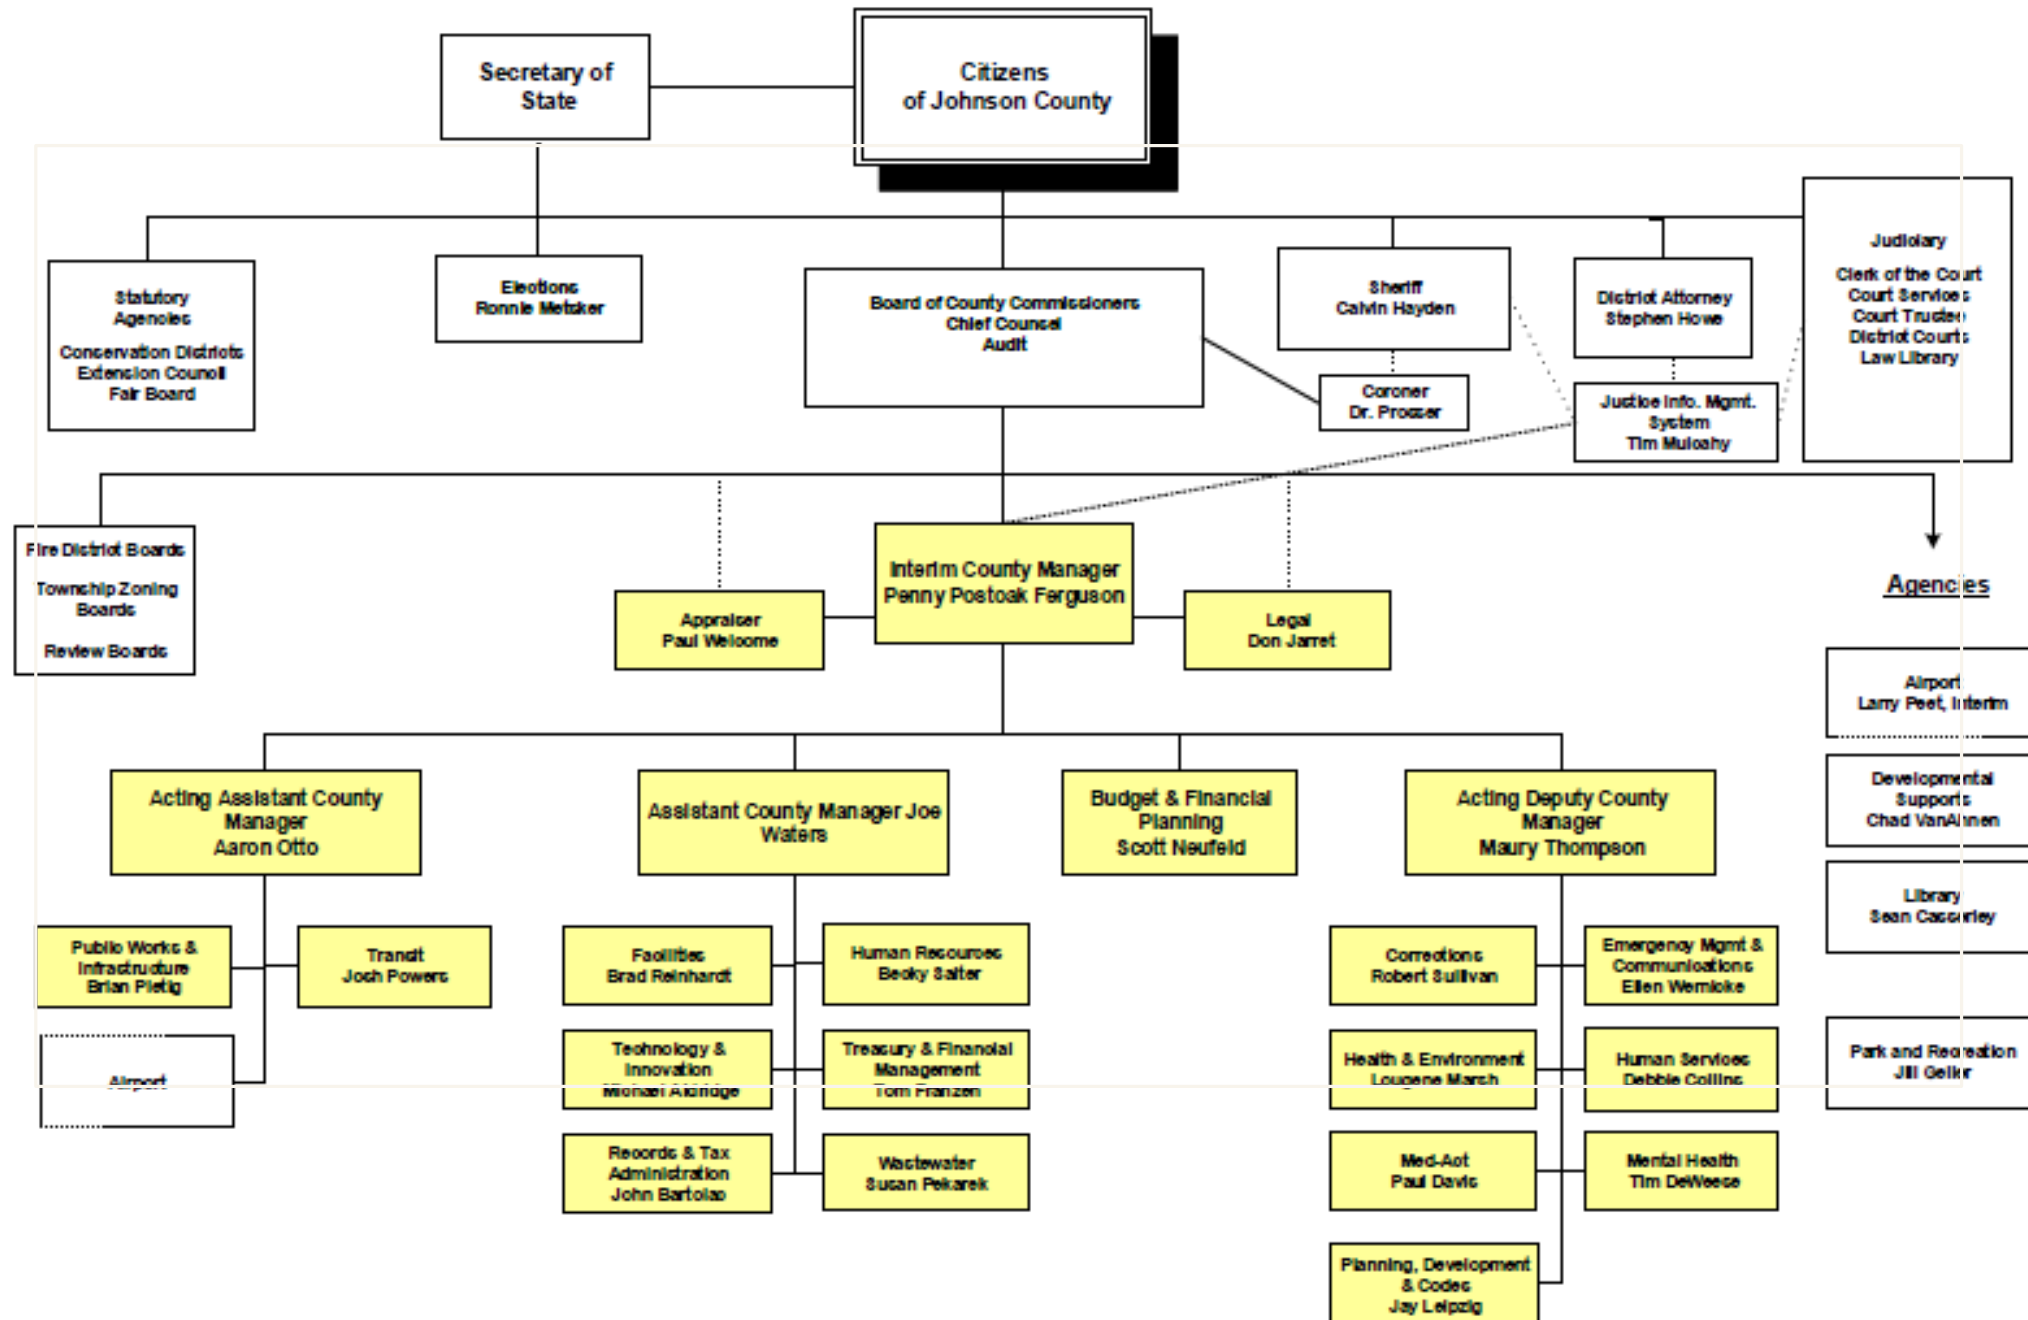 Secretary of
State
Citizens
of Johnson County
Statutory
Agencies
Conservation Districts
Extension Council
Fair Board
Elections
Ronnie Metsker
Board of County Commissioners
Chief Counsel
Audit
Sheriff
Calvin Hayden
Coroner
Dr. Prosser
District Attorney
Stephen Howe
Justice Info. Mgmt.
System
Tim Mulcahy
Judiciary
Clerk of the Court
Court Services
Court Trustee
District Courts
Law Library
Fire District Boards
Township Zoning
Boards
Review Boards
Appraiser
Paul Welcome
Interim County Manager
Penny Postoak Ferguson
Legal
Don Jarret
Agencies
Airport
Larry Peet, Interim
Developmental
Supports
Chad VanAhnen
Library
Sean Casserley
Park and Recreation
Jill Geller
Acting Assistant County
Manager
Aaron Otto
Assistant County Manager Joe
Waters
Budget & Financial
Planning
Scott Neufeld
Acting Deputy County
Manager
Maury Thompson
Public Works &
Infrastructure
Brian Pietig
Transit
Josh Powers
Airport
Facilities
Brad Reinhardt
Human Resources
Becky Salter
Technology &
Innovation
Michael Aldridge
Treasury & Financial
Management
Tom Franzen
Records & Tax
Administration
John Bartolac
Wastewater
Susan Pekarek
Corrections
Robert Sullivan
Emergency Mgmt &
Communications
Ellen Wernicke
Health & Environment
Lougene Marsh
Human Services
Debbie Collins
Med-Act
Paul Davis
Mental Health
Tim DeWeese
Planning, Development
& Codes
Jay Leipzig